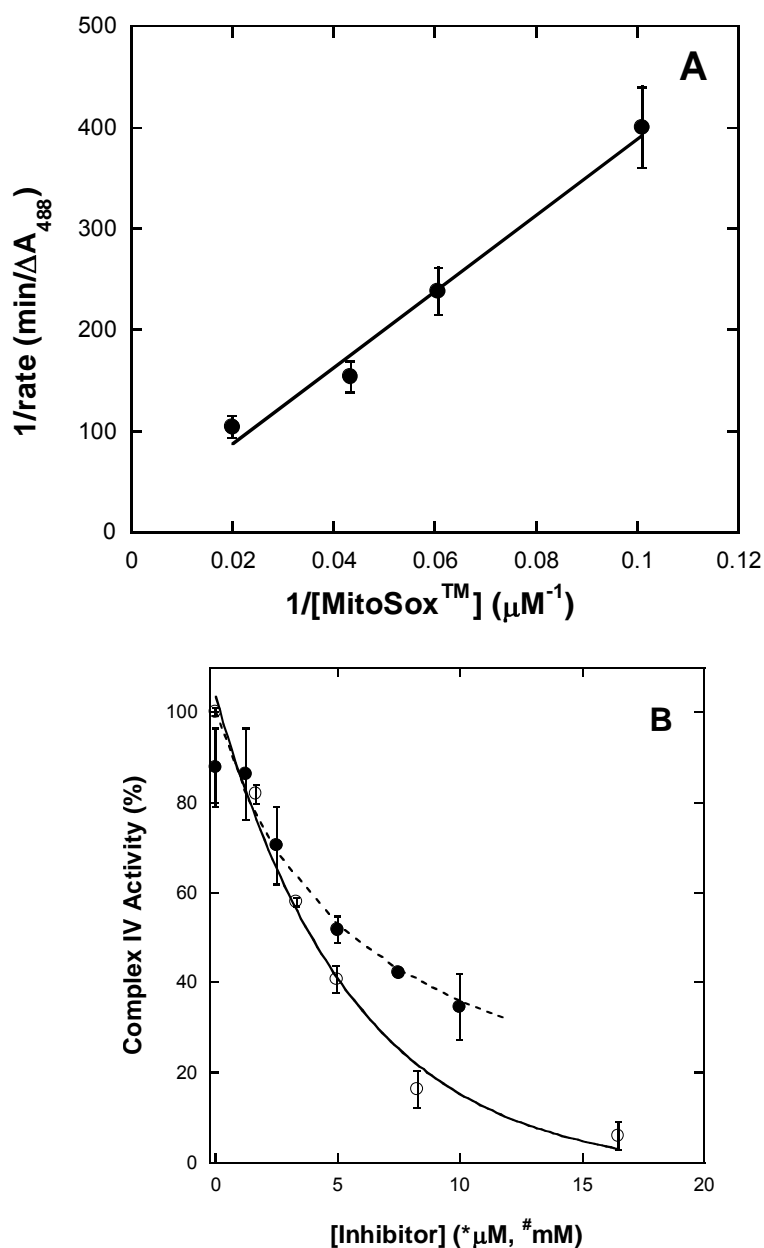 500
A
400
300
200
100
0
1/rate (min/ΔA488)
0 0.02 0.04 0.06 0.08 0.1 0.12
1/[MitoSox™] (μM-1)
B
100
80
60
40
20
0
Complex IV Activity (%)
0 5 10 15 20
[Inhibitor] (*μM, #mM)